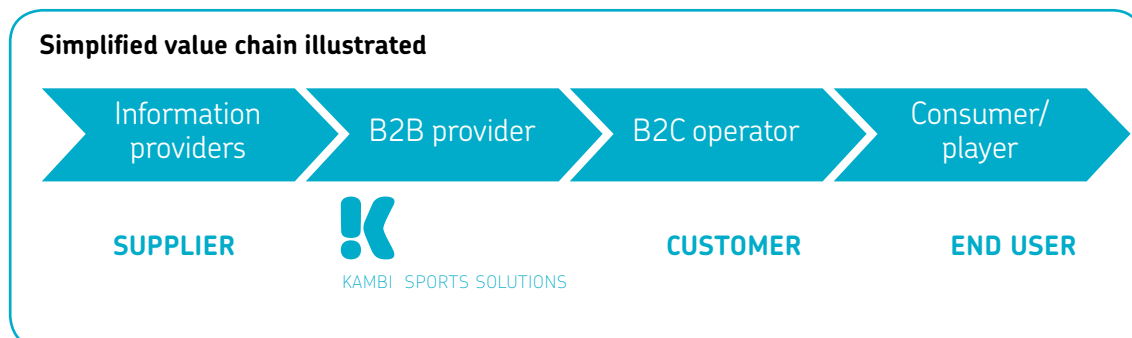 Simplified value chain illustrated
Information
providers
B2B provider
B2C operator
Consumer/
player
SUPPLIER
KAMBI SPORTS SOLUTIONS
CUSTOMER
END USER